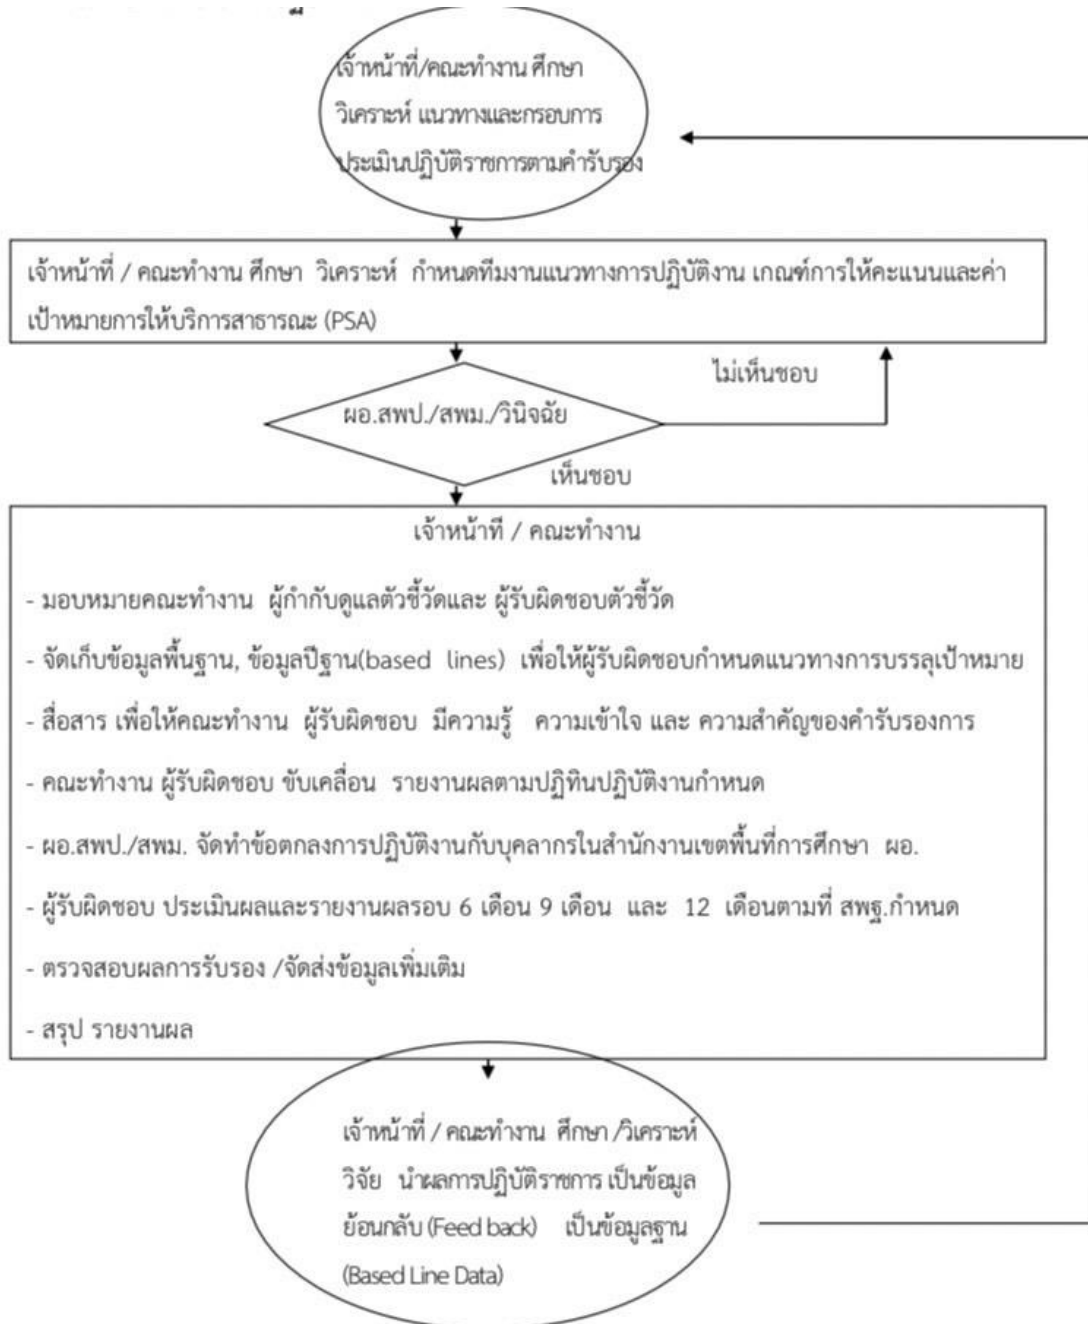 เจ้าหน้าที่/คณะทำงาน ศึกษา
วิเคราะห์ แนวทางและกรอบการ
ประเมินปฏิบัติราชการตามคำรับรอง
เจ้าหน้าที่ / คณะทำงาน ศึกษา วิเคราะห์ กำหนดทีมงานแนวทางการปฏิบัติงาน เกณฑ์การให้คะแนนและค่า
เป้าหมายการให้บริการสาธารณะ (PSA)
ไม่เห็นชอบ
ผอ.สพป./สพม./วินิจฉัย
เห็นชอบ
เจ้าหน้าที / คณะทำงาน
- มอบหมายคณะทำงาน ผู้กำกับดูแลตัวชี้วัดและ ผู้รับผิดชอบตัวชี้วัด
- จัดเก็บข้อมูลพื้นฐาน, ข้อมูลปีฐาน(based lines) เพื่อให้ผู้รับผิดชอบกำหนดแนวทางการบรรลุเป้าหมาย
- สื่อสาร เพื่อให้คณะทำงาน ผู้รับผิดชอบ มีความรู้ ความเข้าใจ และ ความสำคัญของคำรับรองการ
- คณะทำงาน ผู้รับผิดชอบ ขับเคลื่อน รายงานผลตามปฏิทินปฏิบัติงานกำหนด
- ผอ.สพป./สพม. จัดทำข้อตกลงการปฏิบัติงานกับบุคลากรในสำนักงานเขตพื้นที่การศึกษา ผอ.
- ผู้รับผิดชอบ ประเมินผลและรายงานผลรอบ 6 เดือน 9 เดือน และ 12 เดือนตามที่ สพฐ.กำหนด
- ตรวจสอบผลการรับรอง /จัดส่งข้อมูลเพิ่มเติม
- สรุป รายงานผล
เจ้าหน้าที่ / คณะทำงาน ศึกษา /วิเคราะห์
วิจัย นำผลการปฏิบัติราชการ เป็นข้อมูล
ย้อนกลับ (Feed back) เป็นข้อมูลฐาน
(Based Line Data)